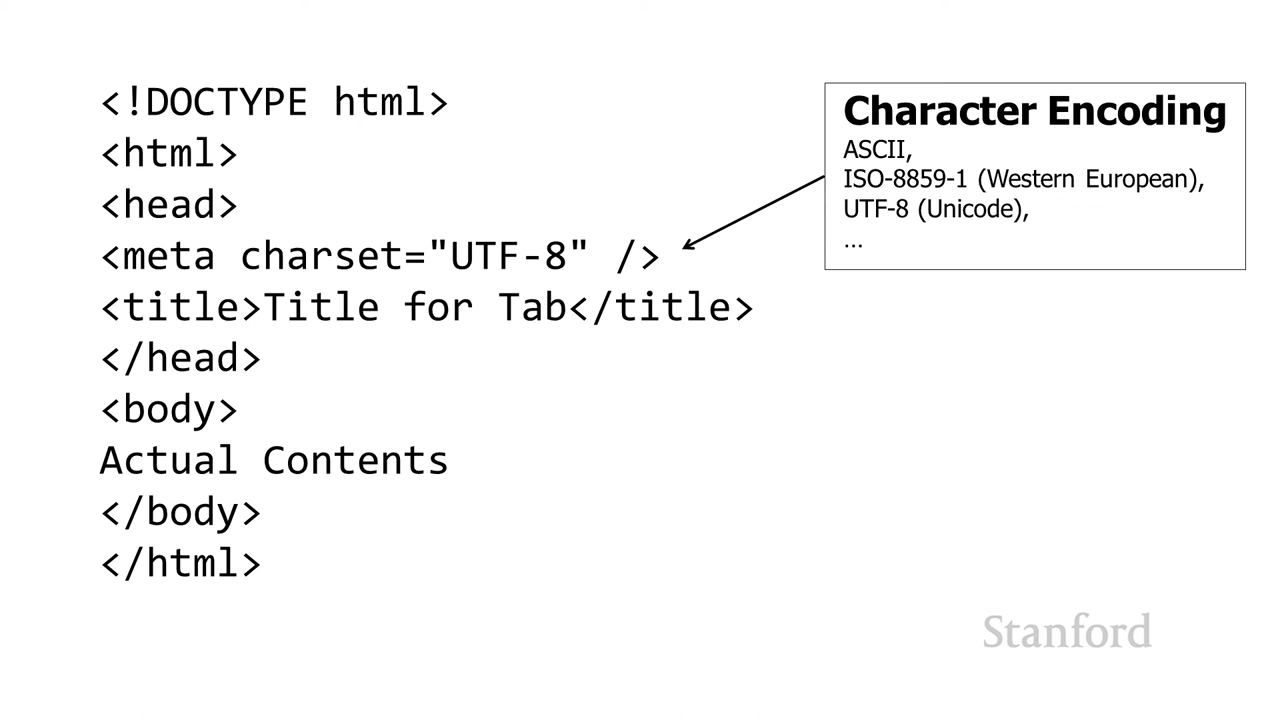 <!DOCTYPE html>
<html>
<head>
<meta charset="UTF-8" />
<title>Title for Tab</title>
</head>
<body>
Actual Contents
</body>
</html>
Character Encoding
ASCII,
ISO-8859-1 (Western European),
UTF-8 (Unicode),
...
Stanford